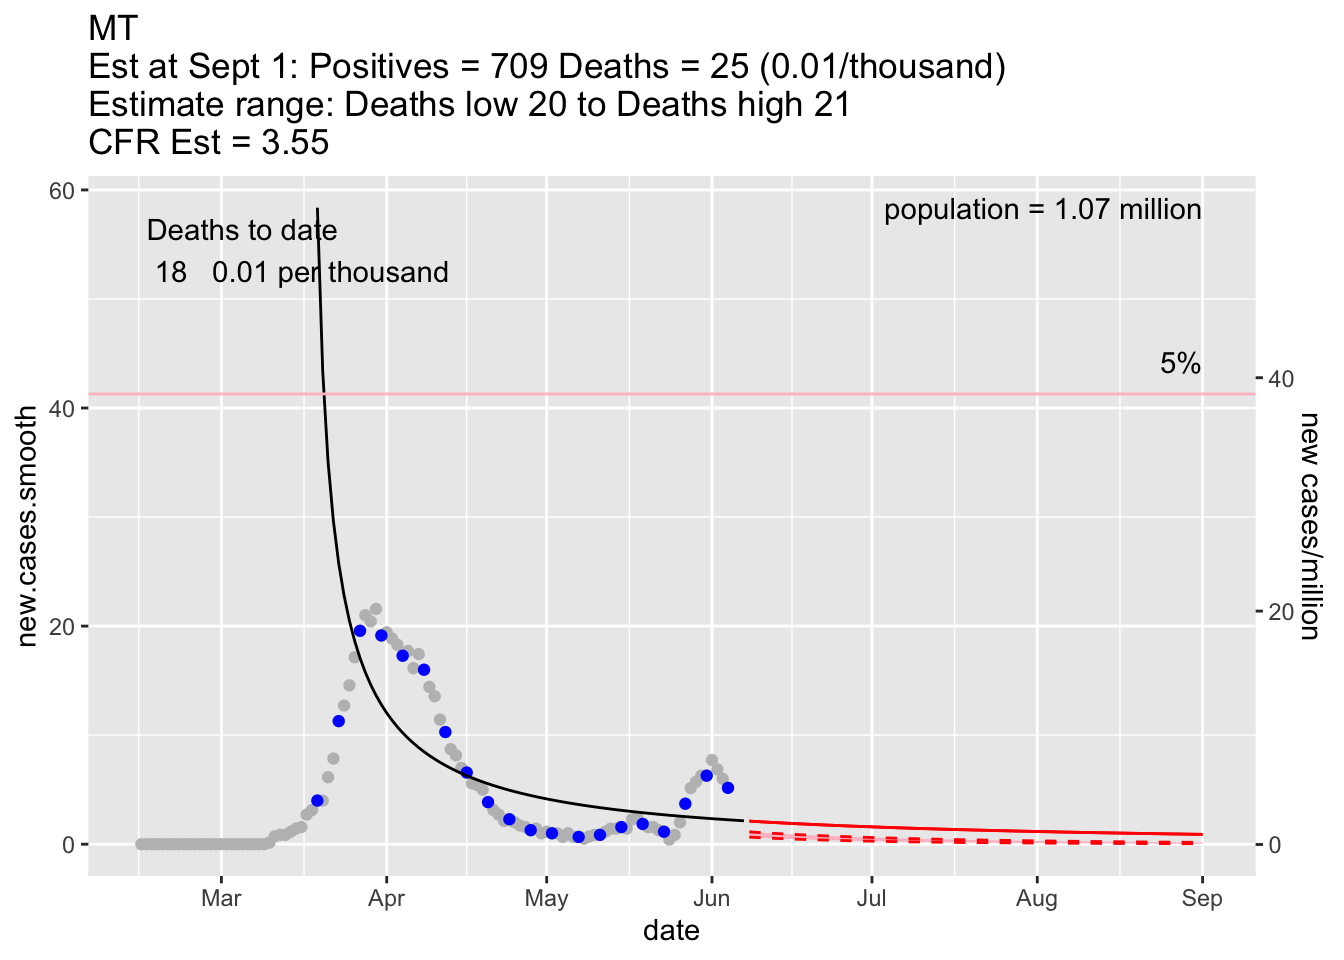 MT
Est at Sept 1: Positives = 709 Deaths = 25 (0.01/thousand)
Estimate range: Deaths low 20 to Deaths high 21
CFR Est = 3.55
60
40
20
0
new.cases.smooth
Deaths to date
18 0.01 per thousand
population = 1.07 million
5%
40
20
0
new cases/million
Mar Apr May Jun Jul Aug Sep
date